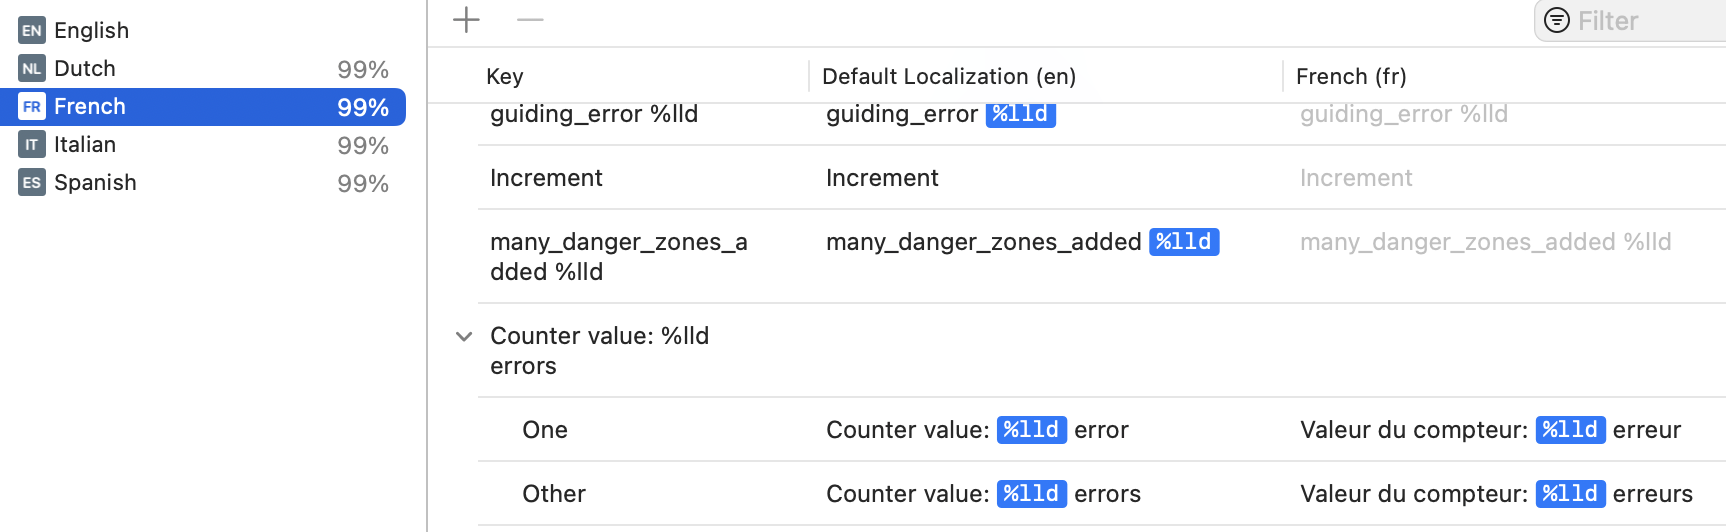 EN English
NL Dutch 99%
FR French 99%
IT Italian 99%
ES Spanish 99%
Filter
Key Default Localization (en) French (fr)
guiding_error %lld guiding_error %lld guiding_error %lld
Increment Increment Increment
many_danger_zones_a many_danger_zones_added %lld many_danger_zones_added %lld
dded %lld
Counter value: %lld
errors
One Counter value: %lld error Valeur du compteur: %lld erreur
Other Counter value: %lld errors Valeur du compteur: %lld erreurs